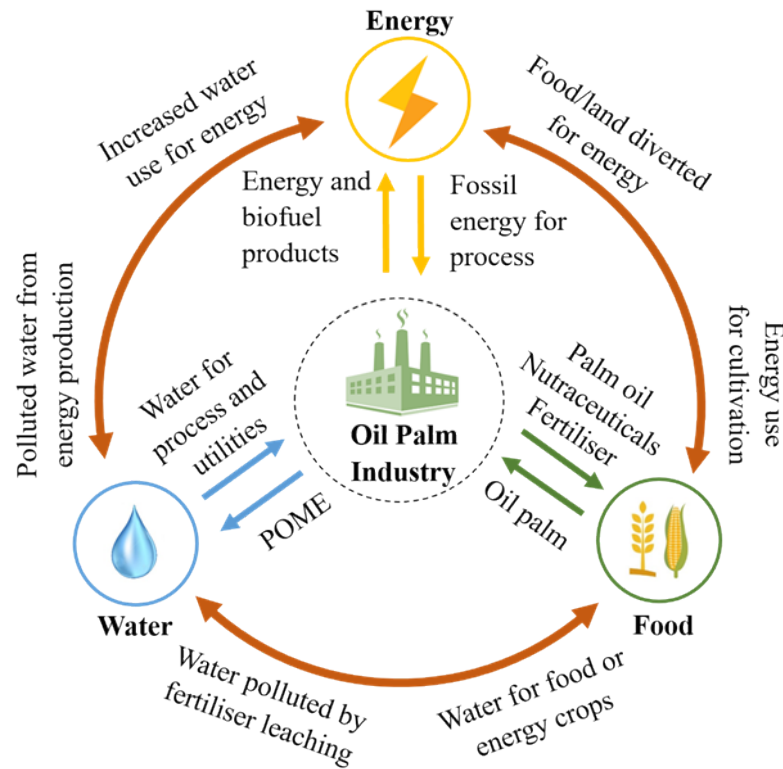 Energy
Increased water
use for energy
Food/land diverted
for energy
Energy and
biofuel
products
Fossil
energy for
process
Polluted water from
energy production
Energy use
for cultivation
Water for
process and
utilities
POME
Oil Palm
Industry
Palm oil
Nutraceuticals
Fertiliser
Oil palm
Water
Food
Water polluted by
fertiliser leaching
Water for food or
energy crops